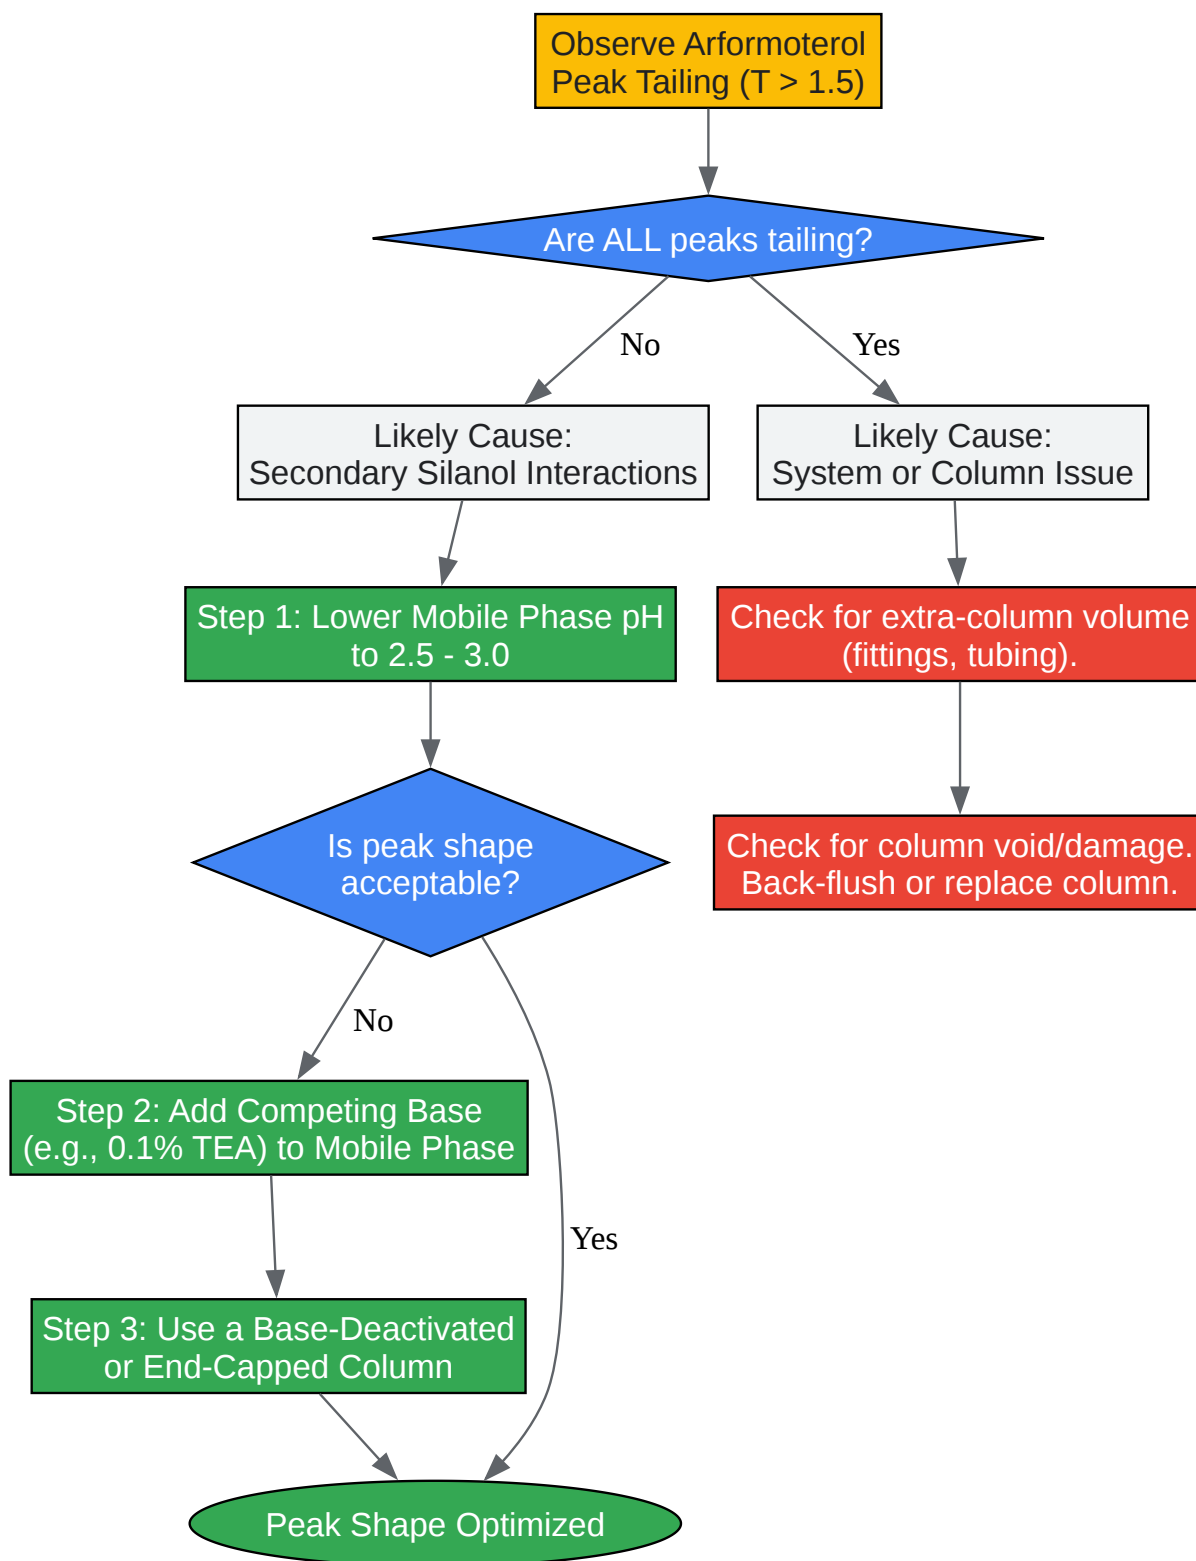 Observe Arformoterol
Peak Tailing (T > 1.5)
Are ALL peaks tailing?
No
Yes
Likely Cause:
Secondary Silanol Interactions
Likely Cause:
System or Column Issue
Step 1: Lower Mobile Phase pH
to 2.5 - 3.0
Check for extra-column volume
(fittings, tubing).
Is peak shape
acceptable?
Check for column void/damage.
Back-flush or replace column.
No
Step 2: Add Competing Base
(e.g., 0.1% TEA) to Mobile Phase
Yes
Step 3: Use a Base-Deactivated
or End-Capped Column
Peak Shape Optimized